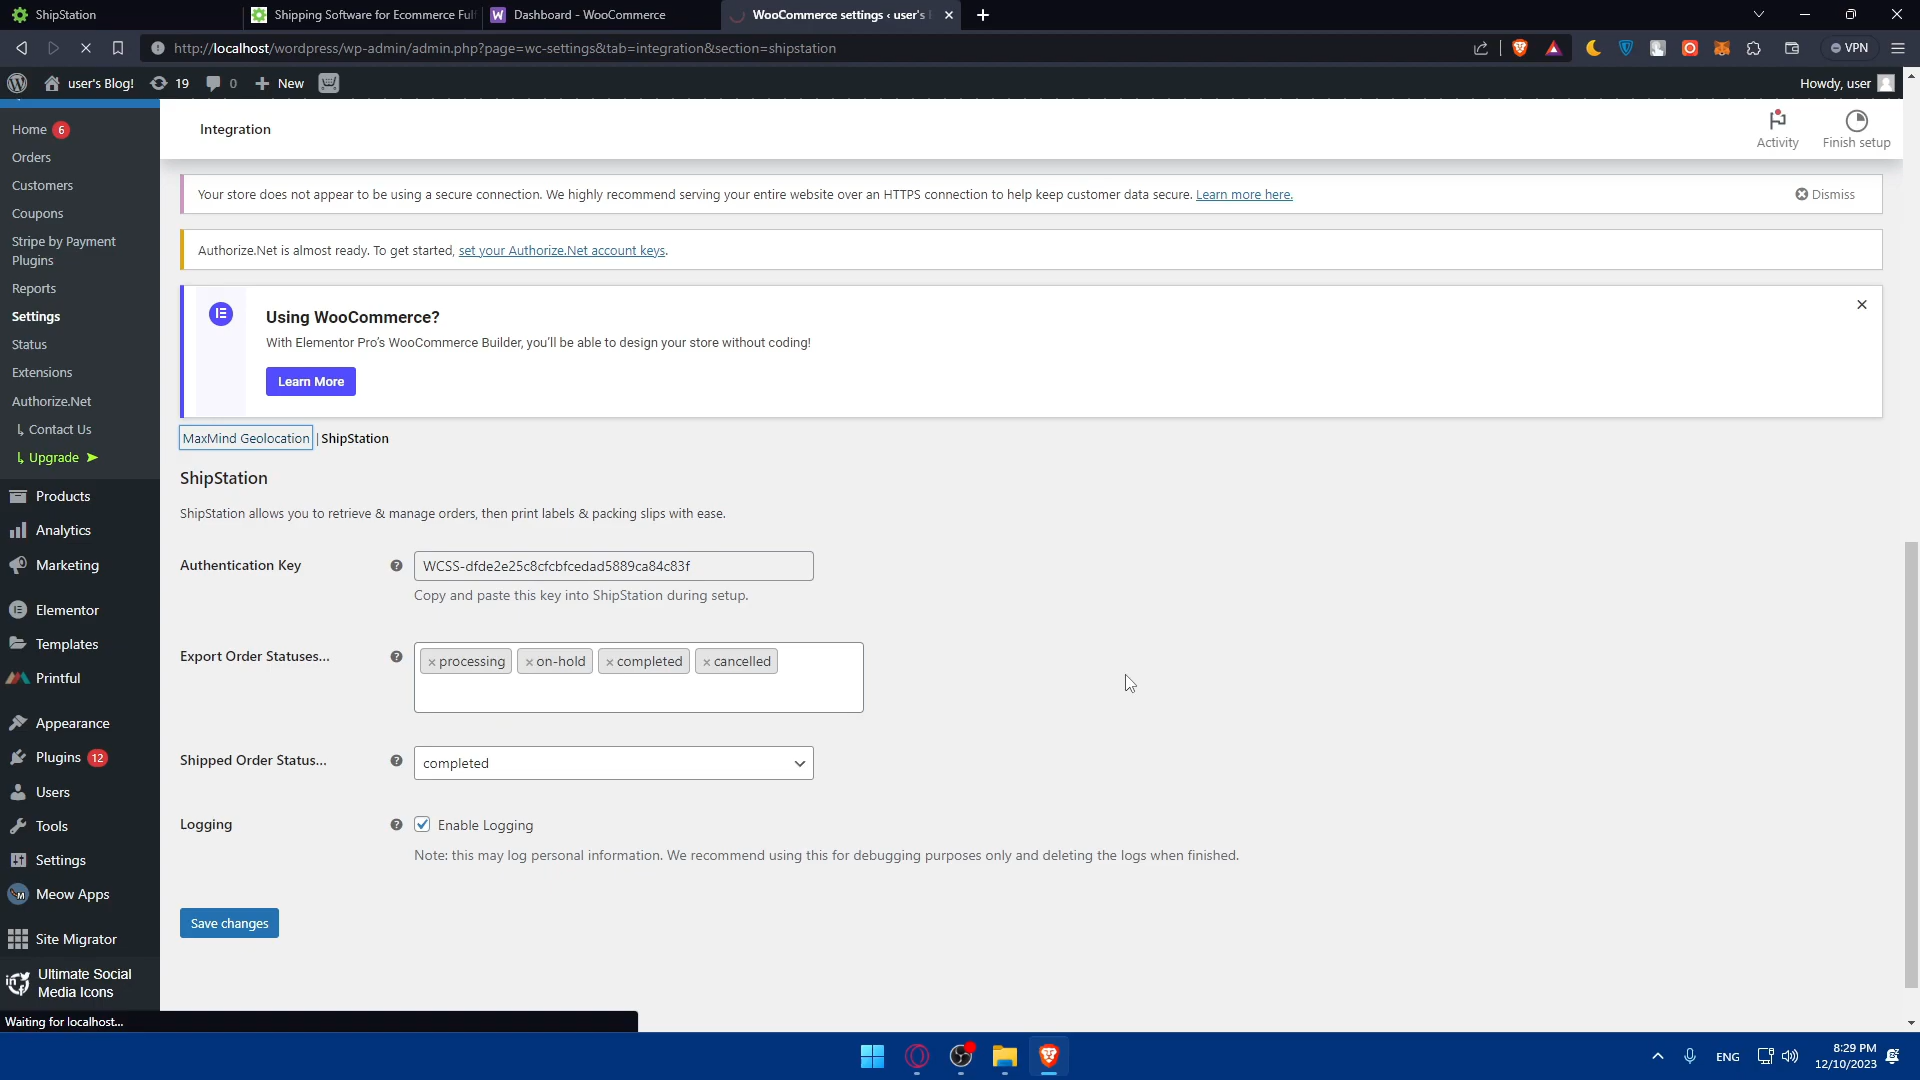 ShipStation
Shipping Software for Ecommerce Ful
Dashboard - WooCommerce
WooCommerce settings ‹ user's
http://localhost/wordpress/wp-admin/admin.php?page=wc-settings&tab=integration&section=shipstation
VPN
user's Blog!
19
0
New
Howdy, user
Home 6
Orders
Customers
Coupons
Stripe by Payment
Plugins
Reports
Settings
Status
Extensions
Authorize.Net
↳ Contact Us
↳ Upgrade ➤
Products
Analytics
Marketing
Elementor
Templates
Printful
Appearance
Plugins 12
Users
Tools
Settings
Meow Apps
Site Migrator
Ultimate Social
Media Icons
Waiting for localhost...
Integration
Activity
Finish setup
Your store does not appear to be using a secure connection. We highly recommend serving your entire website over an HTTPS connection to help keep customer data secure. Learn more here.
Dismiss
Authorize.Net is almost ready. To get started, set your Authorize.Net account keys.
Using WooCommerce?
With Elementor Pro's WooCommerce Builder, you'll be able to design your store without coding!
Learn More
MaxMind Geolocation | ShipStation
ShipStation
ShipStation allows you to retrieve & manage orders, then print labels & packing slips with ease.
Authentication Key
WCSS-dfde2e25c8cfcbfcedad5889ca84c83f
Copy and paste this key into ShipStation during setup.
Export Order Statuses...
× processing × on-hold × completed × cancelled
Shipped Order Status...
completed
Logging
Enable Logging
Note: this may log personal information. We recommend using this for debugging purposes only and deleting the logs when finished.
Save changes
ENG
8:29 PM
12/10/2023